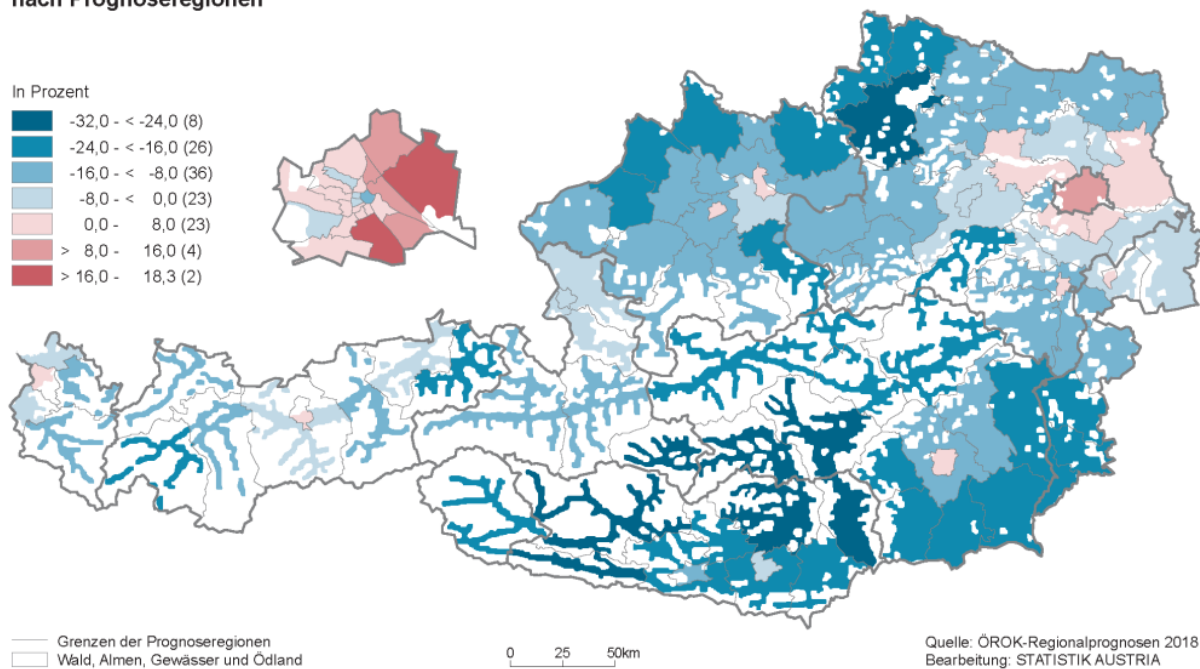 nach Prognoseregionen
In Prozent
-32,0 - < -24,0 (8)
-24,0 - < -16,0 (26)
-16,0 - < -8,0 (36)
-8,0 - < 0,0 (23)
0,0 - 8,0 (23)
> 8,0 - 16,0 (4)
> 16,0 - 18,3 (2)
Grenzen der Prognoseregionen
Wald, Almen, Gewässer und Ödland
0 25 50km
Quelle: ÖROK-Regionalprognosen 2018
Bearbeitung: STATISTIK AUSTRIA